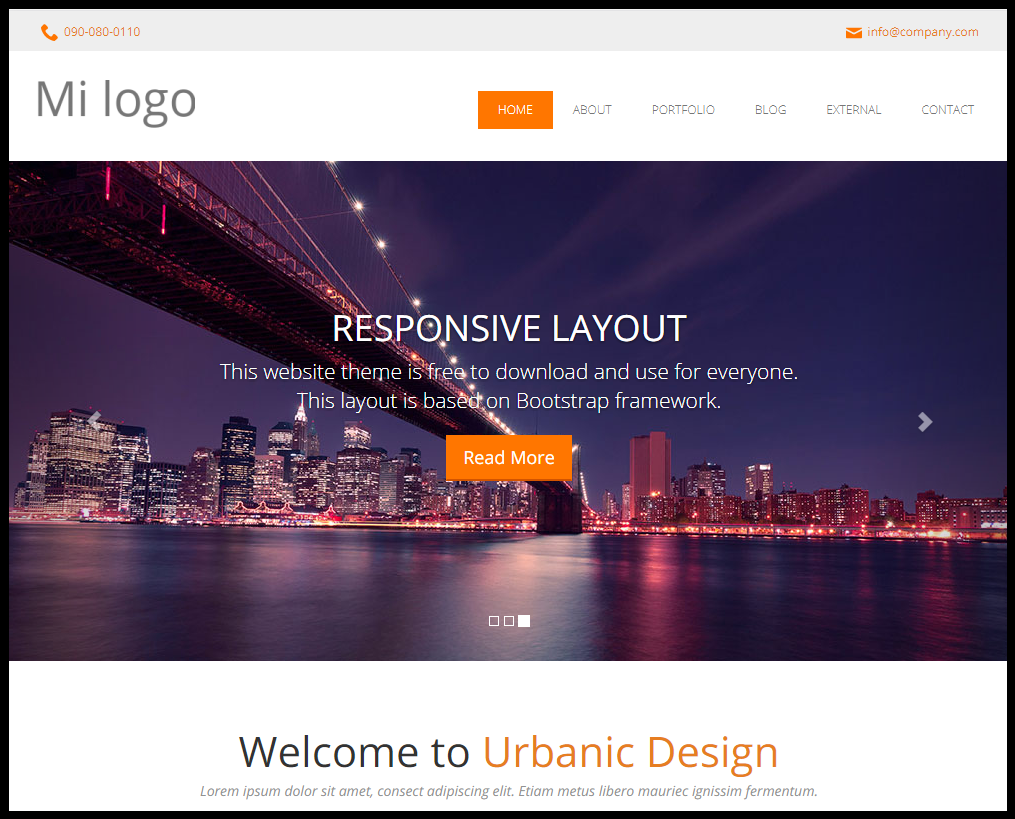 090-080-0110
info@company.com
Mi logo
HOME
ABOUT
PORTFOLIO
BLOG
EXTERNAL
CONTACT
RESPONSIVE LAYOUT
This website theme is free to download and use for everyone.
This layout is based on Bootstrap framework.
Read More
Welcome to Urbanic Design
Lorem ipsum dolor sit amet, consect adipiscing elit. Etiam metus libero mauriec ignissim fermentum.